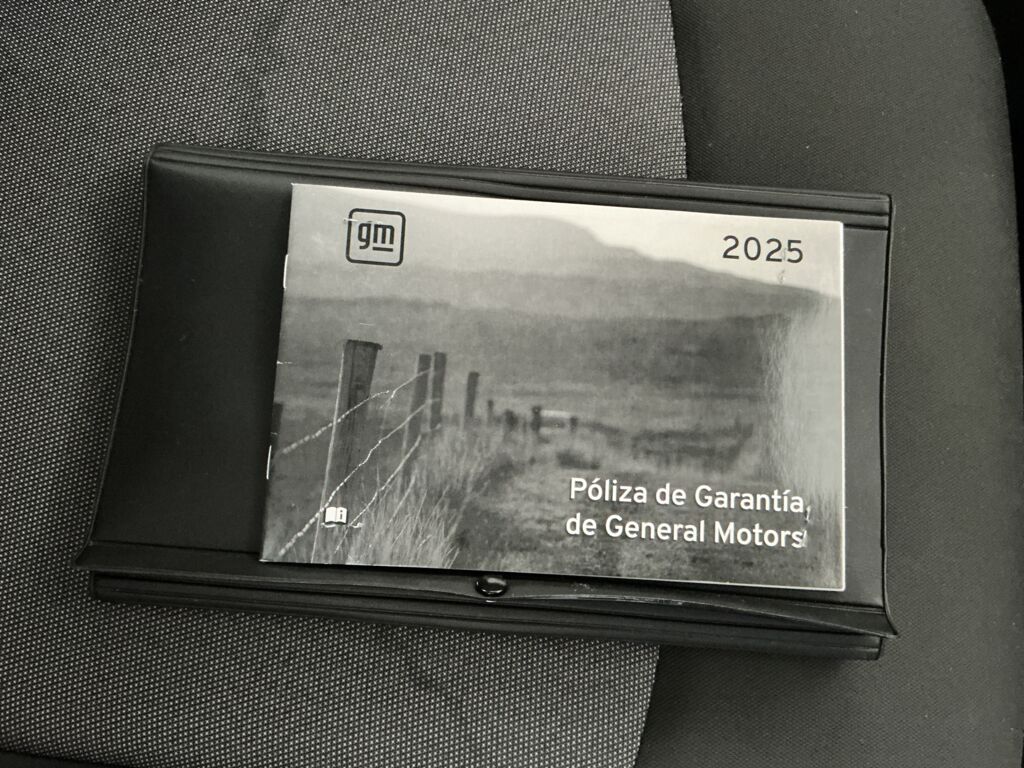 gm
2025
Póliza de Garantía
de General Motors